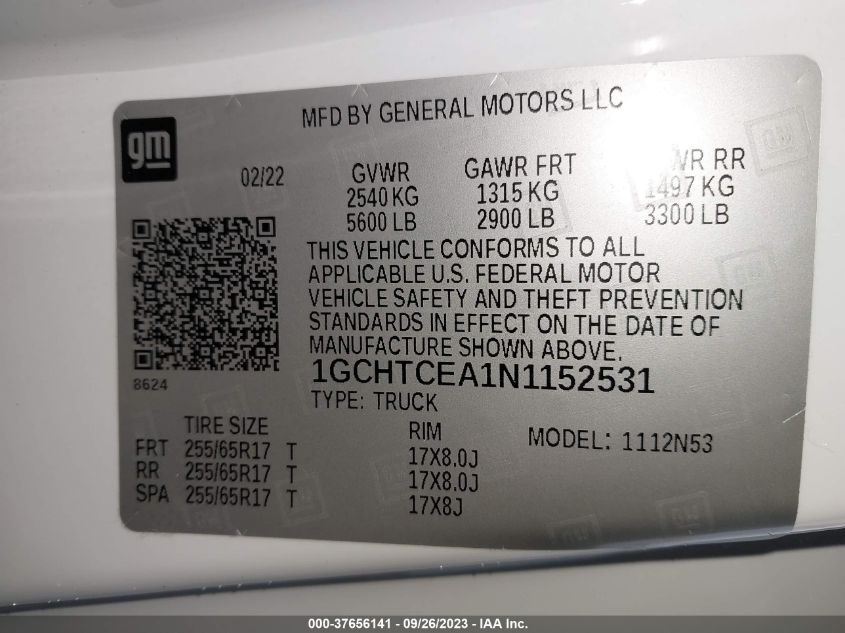 MFD BY GENERAL MOTORS LLC
gm
02/22 GVWR GAWR FRT WR RR
2540 KG 1315 KG 1497 KG
5600 LB 2900 LB 3300 LB
THIS VEHICLE CONFORMS TO ALL
APPLICABLE U.S. FEDERAL MOTOR
VEHICLE SAFETY AND THEFT PREVENTION
STANDARDS IN EFFECT ON THE DATE OF
MANUFACTURE SHOWN ABOVE.
8624
1GCHTCEA1N1152531
TYPE: TRUCK
TIRE SIZE RIM MODEL: 1112N53
FRT 255/65R17 T 17X8.0J
RR 255/65R17 T 17X8.0J
SPA 255/65R17 T 17X8J
000-37656141 - 09/26/2023 - IAA Inc.